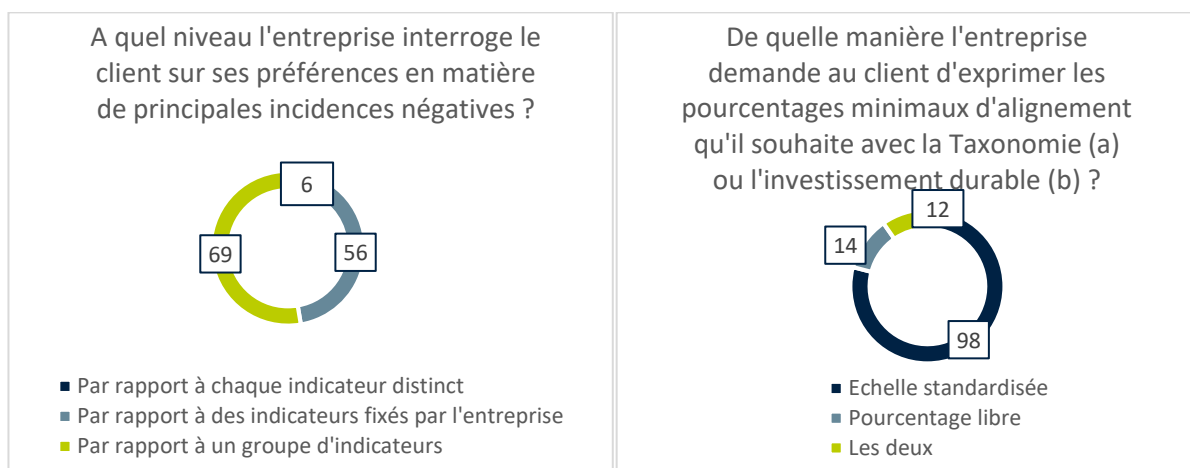 A quel niveau l'entreprise interroge le
client sur ses préférences en matière
de principales incidences négatives ?
6
69
56
■ Par rapport à chaque indicateur distinct
■ Par rapport à des indicateurs fixés par l'entreprise
■ Par rapport à un groupe d'indicateurs
De quelle manière l'entreprise
demande au client d'exprimer les
pourcentages minimaux d'alignement
qu'il souhaite avec la Taxonomie (a)
ou l'investissement durable (b) ?
12
14
98
■ Echelle standardisée
■ Pourcentage libre
■ Les deux